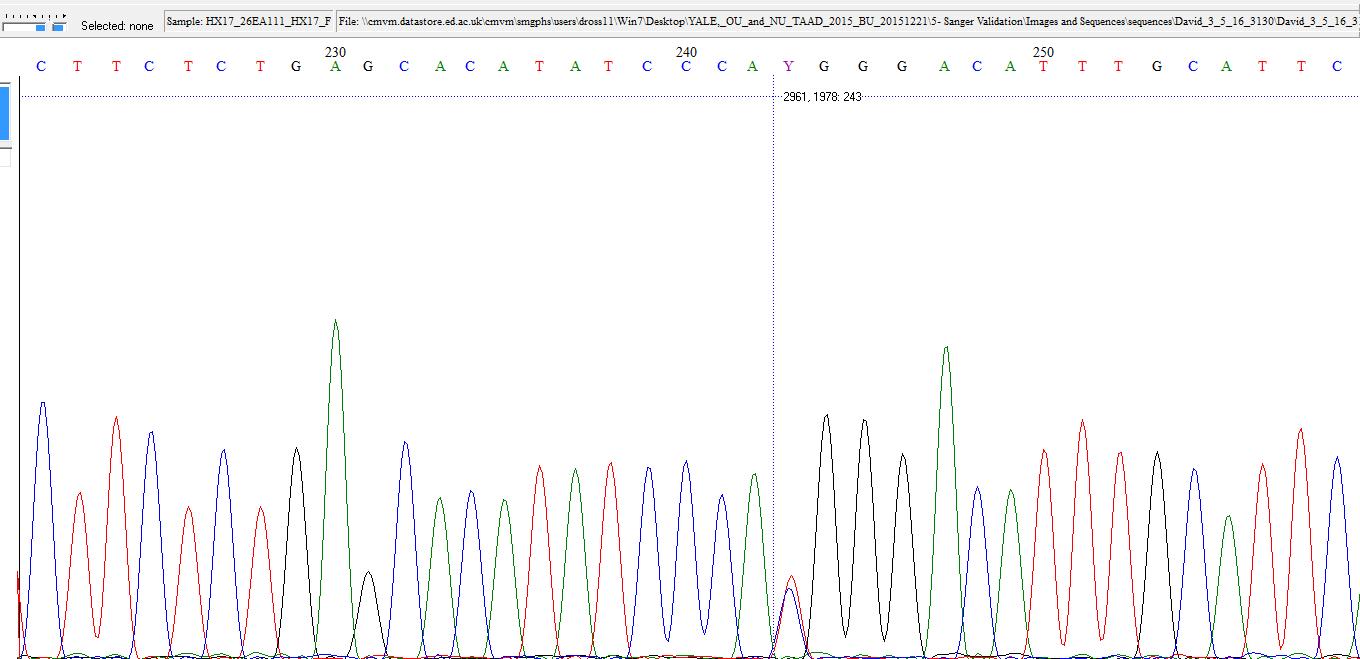 Selected: none
Sample: HX17_26EA111_HX17_F
File: \\cmvm.datastore.ed.ac.uk\cmvm\smgphs\users\dross11\Win7\Desktop\YALE,_OU_and_NU_TAAD_2015_BU_20151221\5- Sanger Validation\Images and Sequences\sequences\David_3_5_16_3130\David_3_5_16_3
230 240 250
C T T C T C T G A G C A C A T A T C C C A Y G G G A C A T T T G C A T T C
2961, 1978: 243